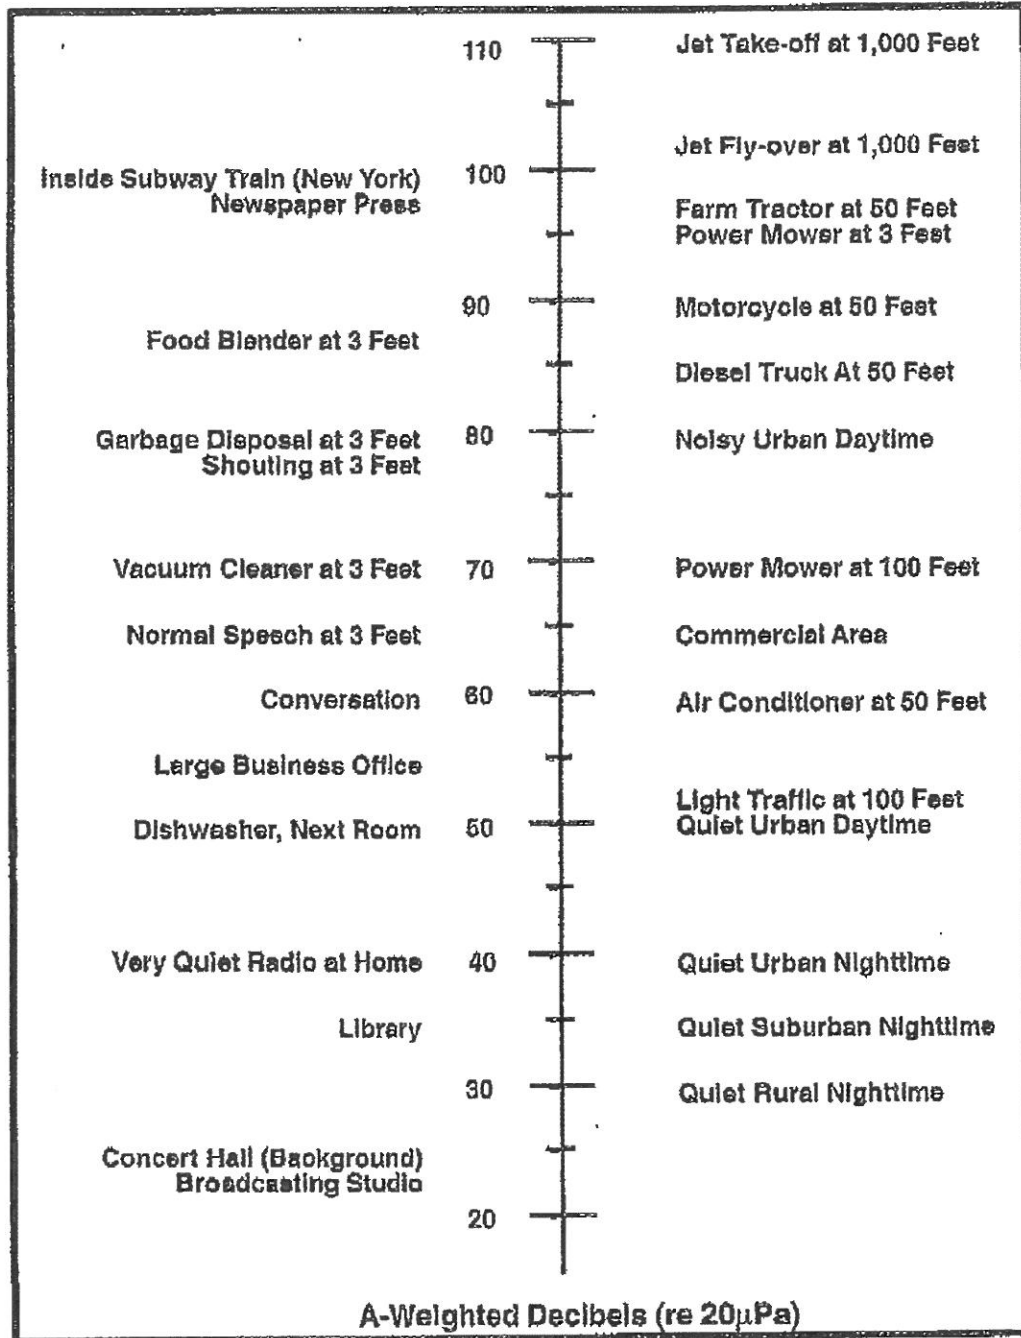 110 Jet Take-off at 1,000 Feet
Jet Fly-over at 1,000 Feet
Inside Subway Train (New York) 100
Newspaper Press
Farm Tractor at 50 Feet
Power Mower at 3 Feet
90 Motorcycle at 50 Feet
Food Blender at 3 Feet
Diesel Truck At 50 Feet
Garbage Disposal at 3 Feet 80 Noisy Urban Daytime
Shouting at 3 Feet
Vacuum Cleaner at 3 Feet 70 Power Mower at 100 Feet
Normal Speech at 3 Feet Commercial Area
Conversation 60 Air Conditioner at 50 Feet
Large Business Office
Light Traffic at 100 Feet
Dishwasher, Next Room 50 Quiet Urban Daytime
Very Quiet Radio at Home 40 Quiet Urban Nighttime
Library Quiet Suburban Nighttime
30 Quiet Rural Nighttime
Concert Hall (Background)
Broadcasting Studio
20
A-Weighted Decibels (re 20µPa)